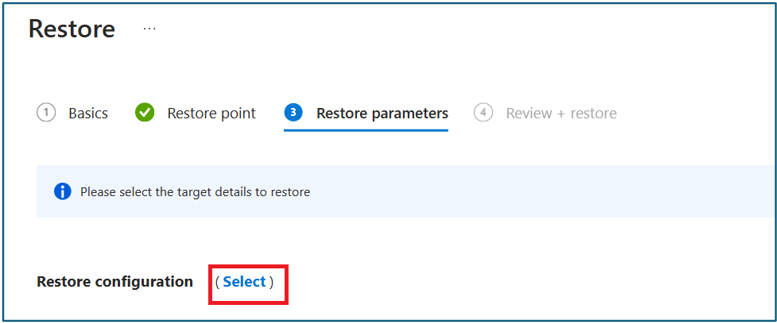 Restore ...
1 Basics Restore point 3 Restore parameters 4 Review + restore
Please select the target details to restore
Restore configuration ( Select )